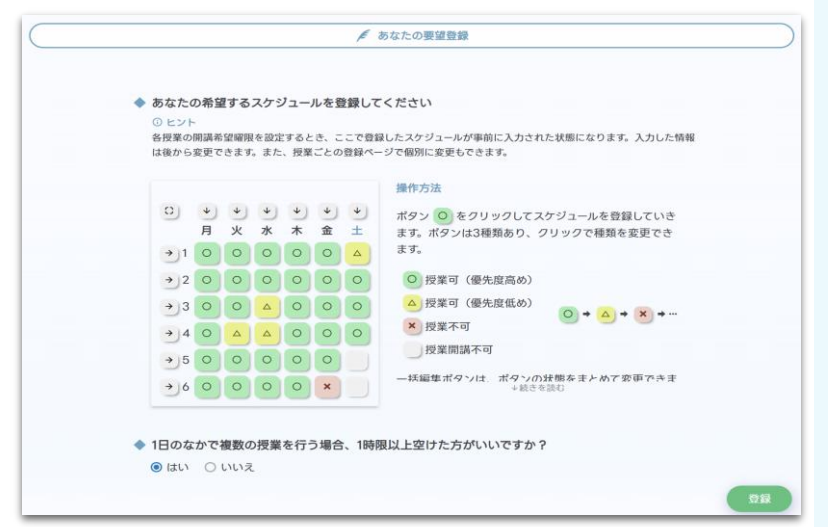 あなたの要望登録
◆ あなたの希望するスケジュールを登録してください
ヒント
各授業の開講希望曜限を設定するとき、ここで登録したスケジュールが事前に入力された状態になります。入力した情報
は後から変更できます。また、授業ごとの登録ページで個別に変更もできます。
↓ ↓ ↓ ↓ ↓ ↓
月 火 水 木 金 土
→ 1 ○ ○ ○ ○ ○ △
→ 2 ○ ○ ○ ○ ○ ○
→ 3 ○ ○ △ ○ ○ ○
→ 4 ○ △ △ ○ ○ ○
→ 5 ○ ○ ○ ○ ○
→ 6 ○ ○ ○ ○ ×
操作方法
ボタン ○ をクリックしてスケジュールを登録していき
ます。ボタンは3種類あり、クリックで種類を変更でき
ます。
○ 授業可（優先度高め）
△ 授業可（優先度低め）
× 授業不可
授業開講不可
○ → △ → × → …
一括編集ボタンは、ボタンの状態をまとめて変更できま
↓続きを読む
◆ 1日のなかで複数の授業を行う場合、1時限以上空けた方がいいですか？
はい いいえ
登録